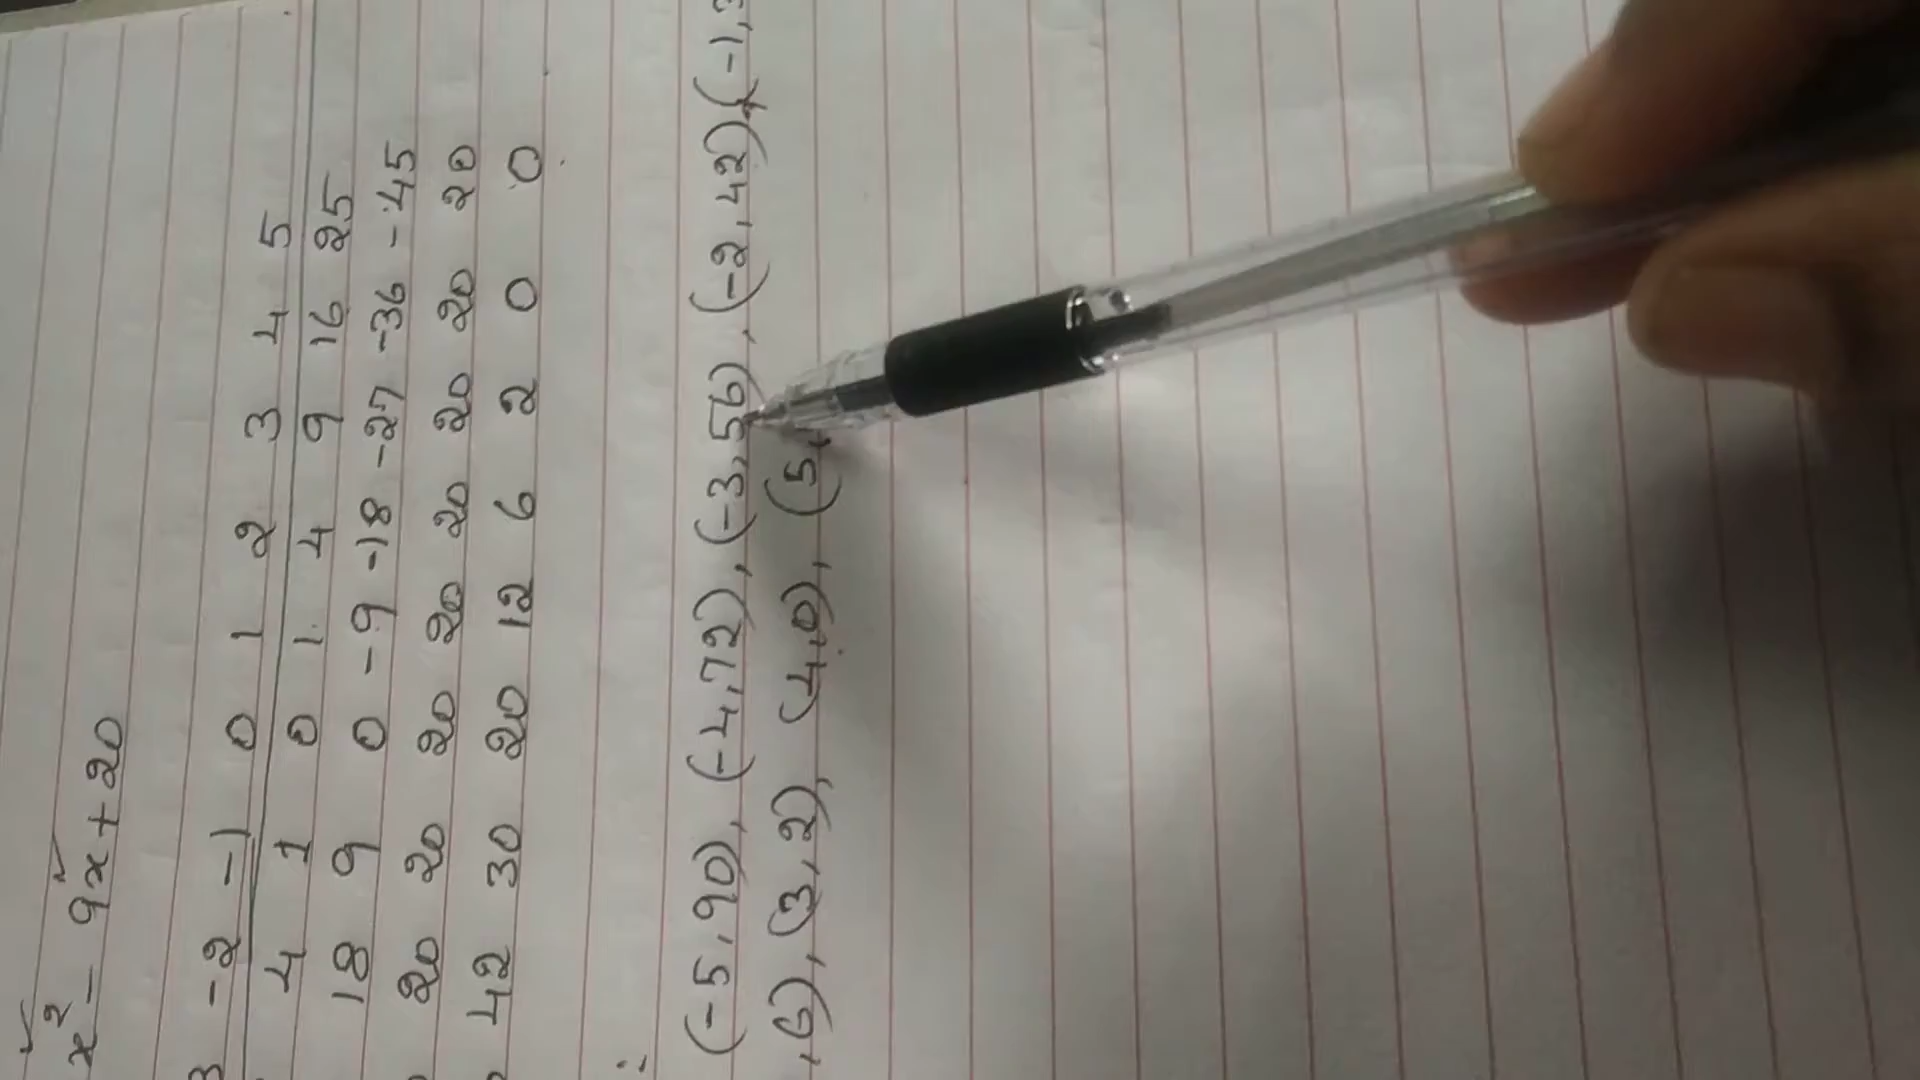 x² - 9x + 20
3 -2 -1 0 1 2 3 4 5
4 1 0 1 4 9 16 25
18 9 0 -9 -18 -27 -36 -45
20 20 20 20 20 20 20 20
42 30 20 12 6 2 0 0
:
(-5, 90), (-4, 72), (-3, 56), (-2, 42), (-1,
, 6), (3, 2), (4, 0), (5,